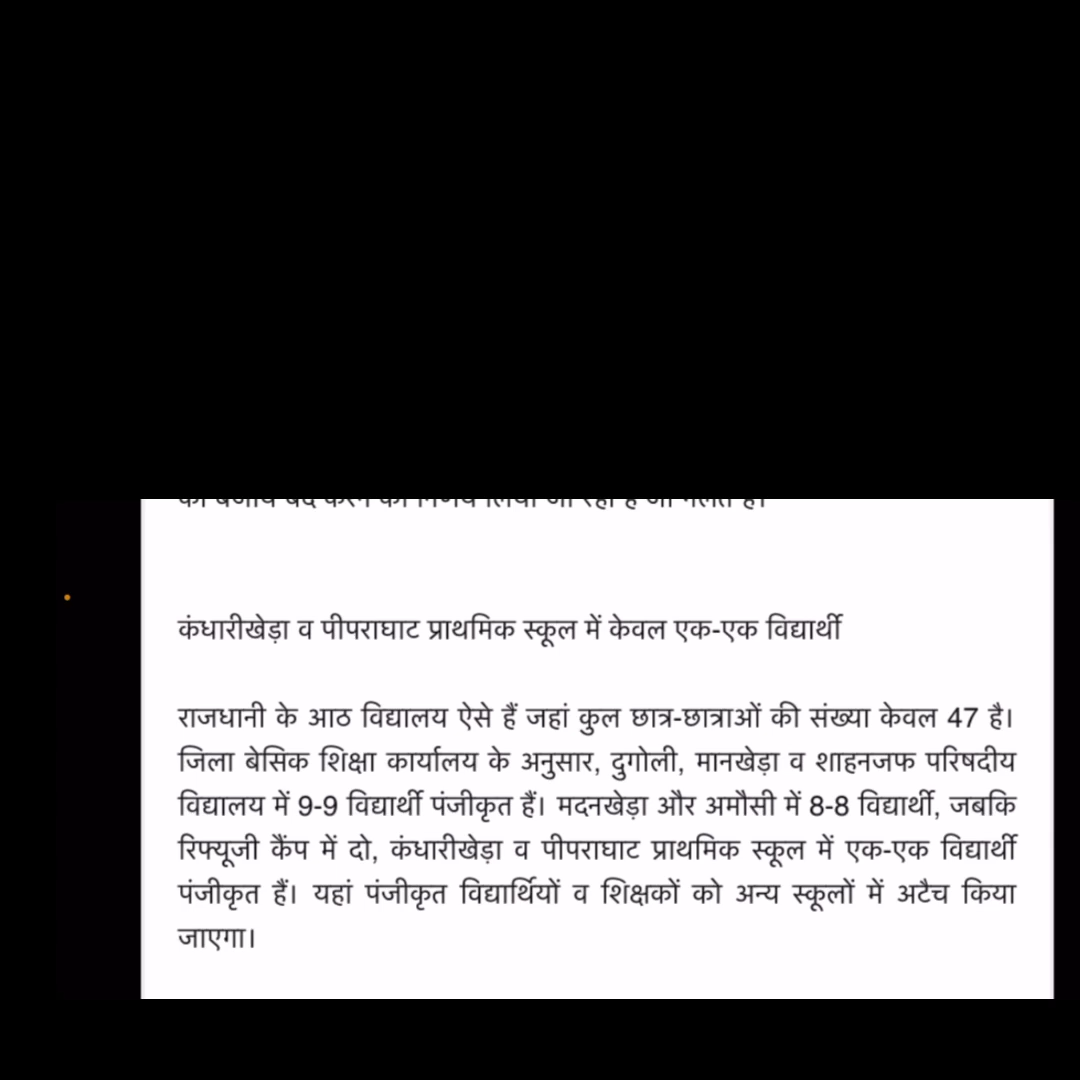 कंधारीखेड़ा व पीपराघाट प्राथमिक स्कूल में केवल एक-एक विद्यार्थी
राजधानी के आठ विद्यालय ऐसे हैं जहां कुल छात्र-छात्राओं की संख्या केवल 47 है।
जिला बेसिक शिक्षा कार्यालय के अनुसार, दुगोली, मानखेड़ा व शाहनजफ परिषदीय
विद्यालय में 9-9 विद्यार्थी पंजीकृत हैं। मदनखेड़ा और अमौसी में 8-8 विद्यार्थी, जबकि
रिफ्यूजी कैंप में दो, कंधारीखेड़ा व पीपराघाट प्राथमिक स्कूल में एक-एक विद्यार्थी
पंजीकृत हैं। यहां पंजीकृत विद्यार्थियों व शिक्षकों को अन्य स्कूलों में अटैच किया
जाएगा।